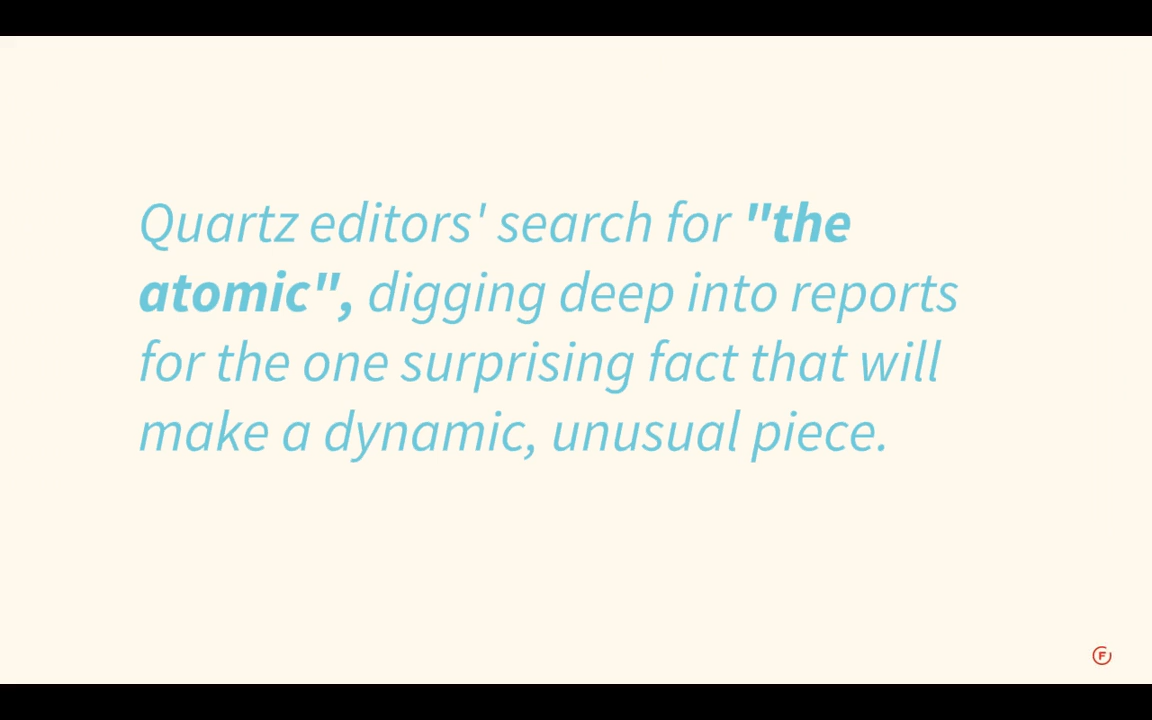 Quartz editors' search for "the
atomic", digging deep into reports
for the one surprising fact that will
make a dynamic, unusual piece.
F